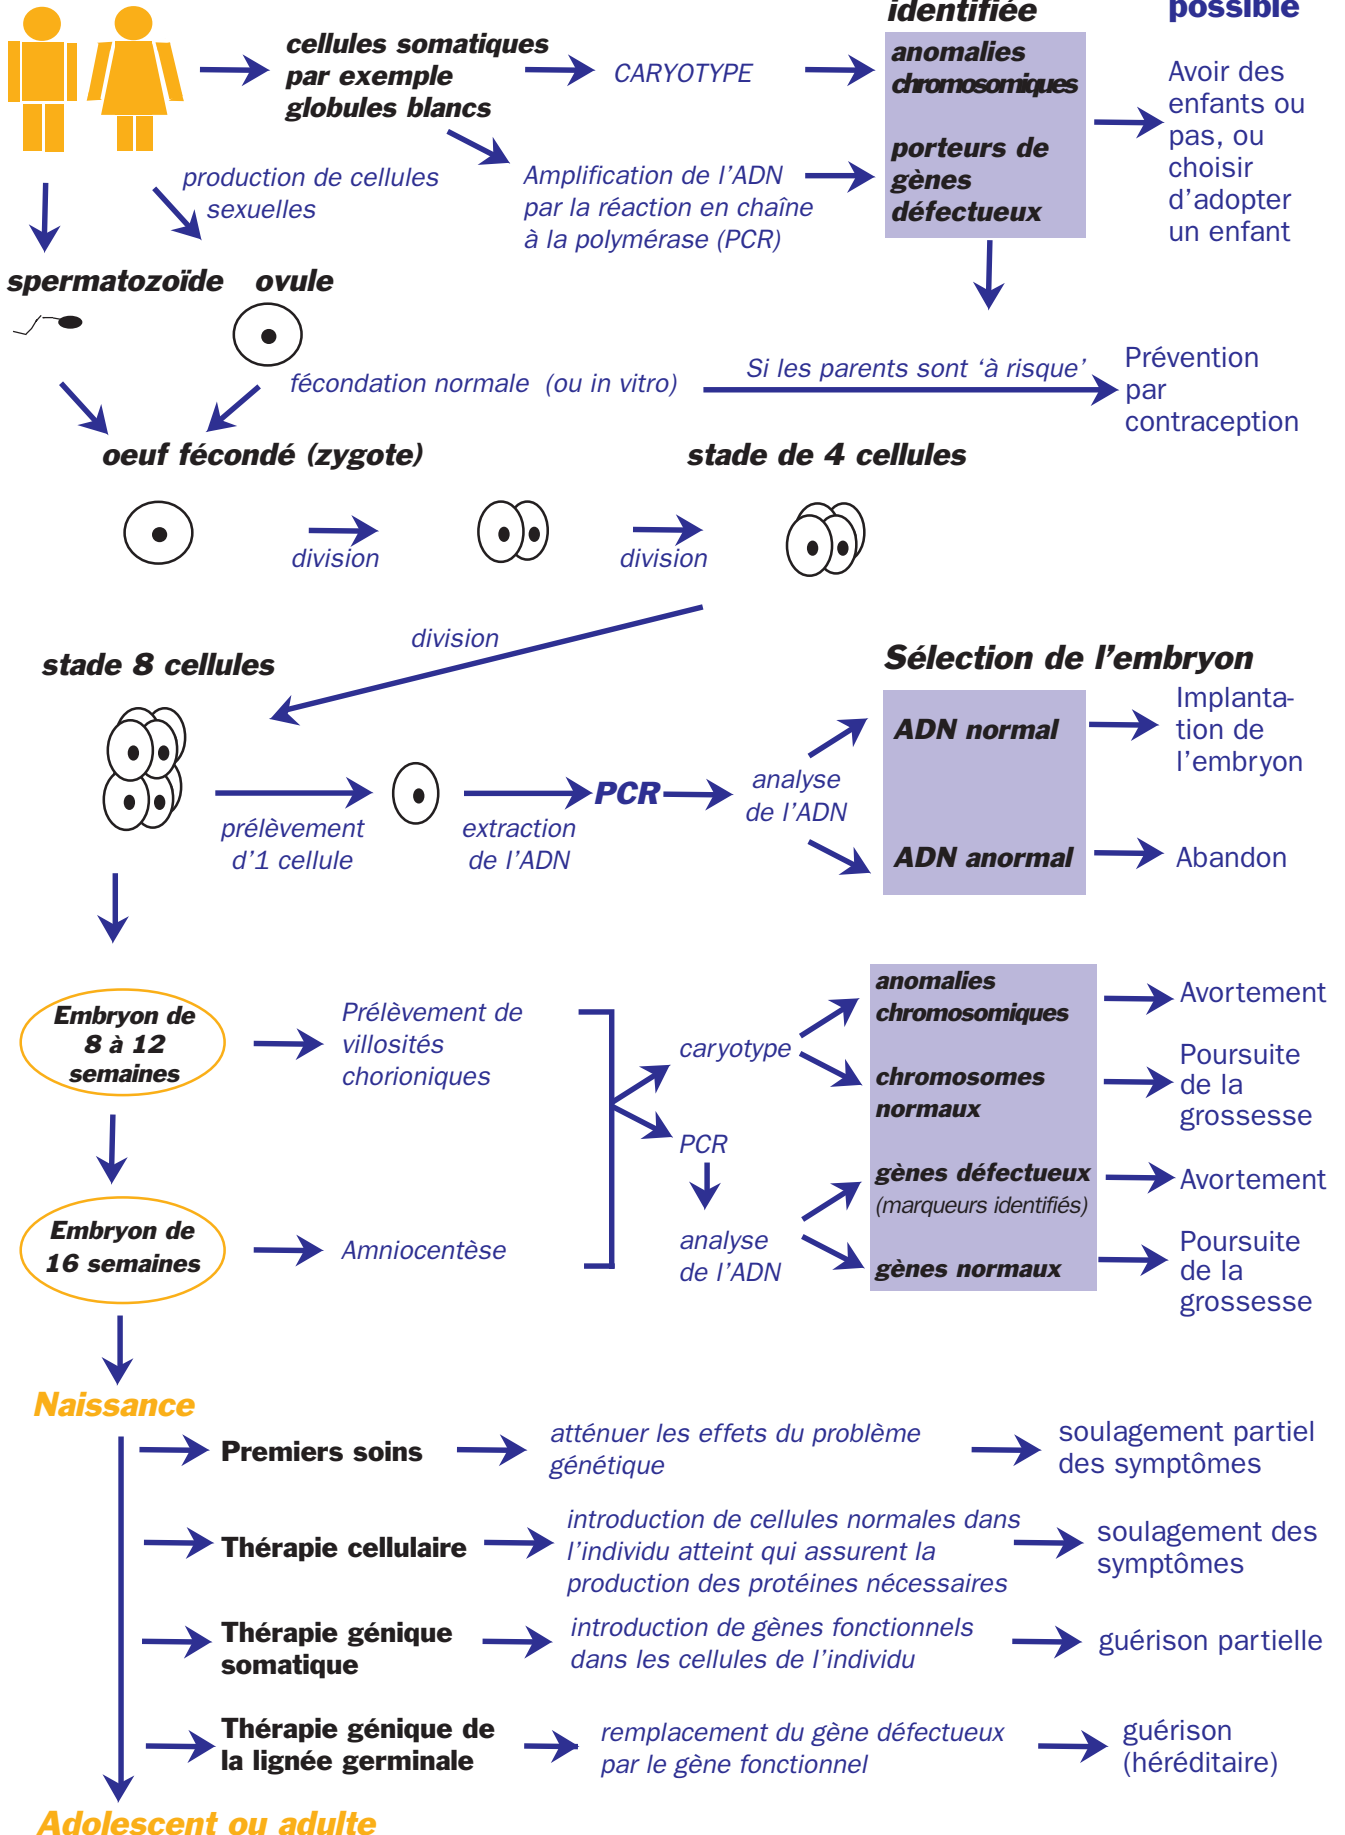 identifiée
possible
cellules somatiques
par exemple
globules blancs
CARYOTYPE
anomalies
chromosomiques
Avoir des
enfants ou
pas, ou
choisir
d'adopter
un enfant
porteurs de
gènes
défectueux
production de cellules
sexuelles
Amplification de l'ADN
par la réaction en chaîne
à la polymérase (PCR)
spermatozoïde
ovule
fécondation normale (ou in vitro)
Si les parents sont ‘à risque’
Prévention
par
contraception
oeuf fécondé (zygote)
stade de 4 cellules
division
division
division
stade 8 cellules
Sélection de l'embryon
ADN normal
Implanta-
tion de
l'embryon
prélèvement
d'1 cellule
extraction
de l'ADN
PCR
analyse
de l'ADN
ADN anormal
Abandon
Embryon de
8 à 12
semaines
Prélèvement de
villosités
chorioniques
caryotype
anomalies
chromosomiques
Avortement
chromosomes
normaux
Poursuite
de la
grossesse
PCR
gènes défectueux
(marqueurs identifiés)
Avortement
Embryon de
16 semaines
Amniocentèse
analyse
de l'ADN
gènes normaux
Poursuite
de la
grossesse
Naissance
Premiers soins
atténuer les effets du problème
génétique
soulagement partiel
des symptômes
Thérapie cellulaire
introduction de cellules normales dans
l'individu atteint qui assurent la
production des protéines nécessaires
soulagement des
symptômes
Thérapie génique
somatique
introduction de gènes fonctionnels
dans les cellules de l'individu
guérison partielle
Thérapie génique de
la lignée germinale
remplacement du gène défectueux
par le gène fonctionnel
guérison
(héréditaire)
Adolescent ou adulte